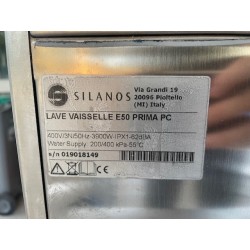 SILANOS
Via Grandi 19
20096 Pioltello
(MI) Italy
LAVE VAISSELLE E50 PRIMA PC
400V/3N/50Hz-3900W-IPX1-6260A
Water Supply: 200/400 kPa 55°C
s/n 019018149